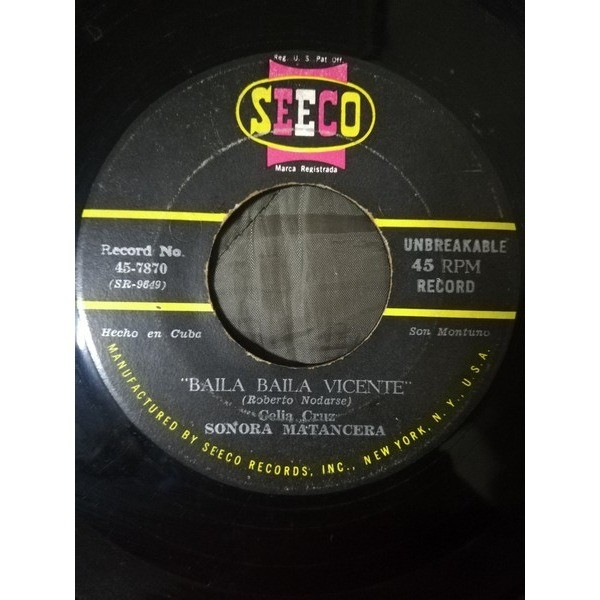 Reg. U. S. Pat. Off.
SEECO
Marca Registrada
Record No.
45-7870
(SR-9649)
UNBREAKABLE
45 RPM
RECORD
Hecho en Cuba
Son Montuno
"BAILA BAILA VICENTE"
(Roberto Nodarse)
Celia Cruz
SONORA MATANCERA
MANUFACTURED BY SEECO RECORDS, INC., NEW YORK, N.Y., U.S.A.